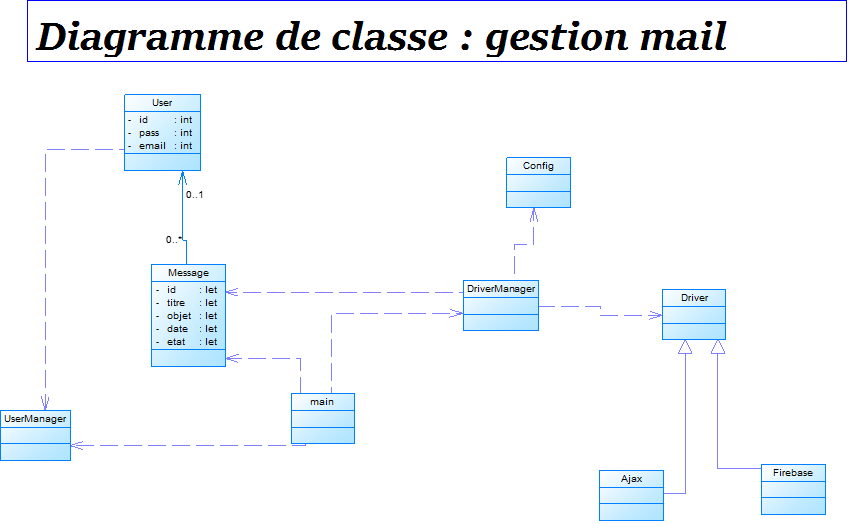 Diagramme de classe : gestion mail
User
- id : int
- pass : int
- email : int
Config
0..1
0..*
Message
- id : let
- titre : let
- objet : let
- date : let
- etat : let
DriverManager
Driver
main
UserManager
Ajax
Firebase